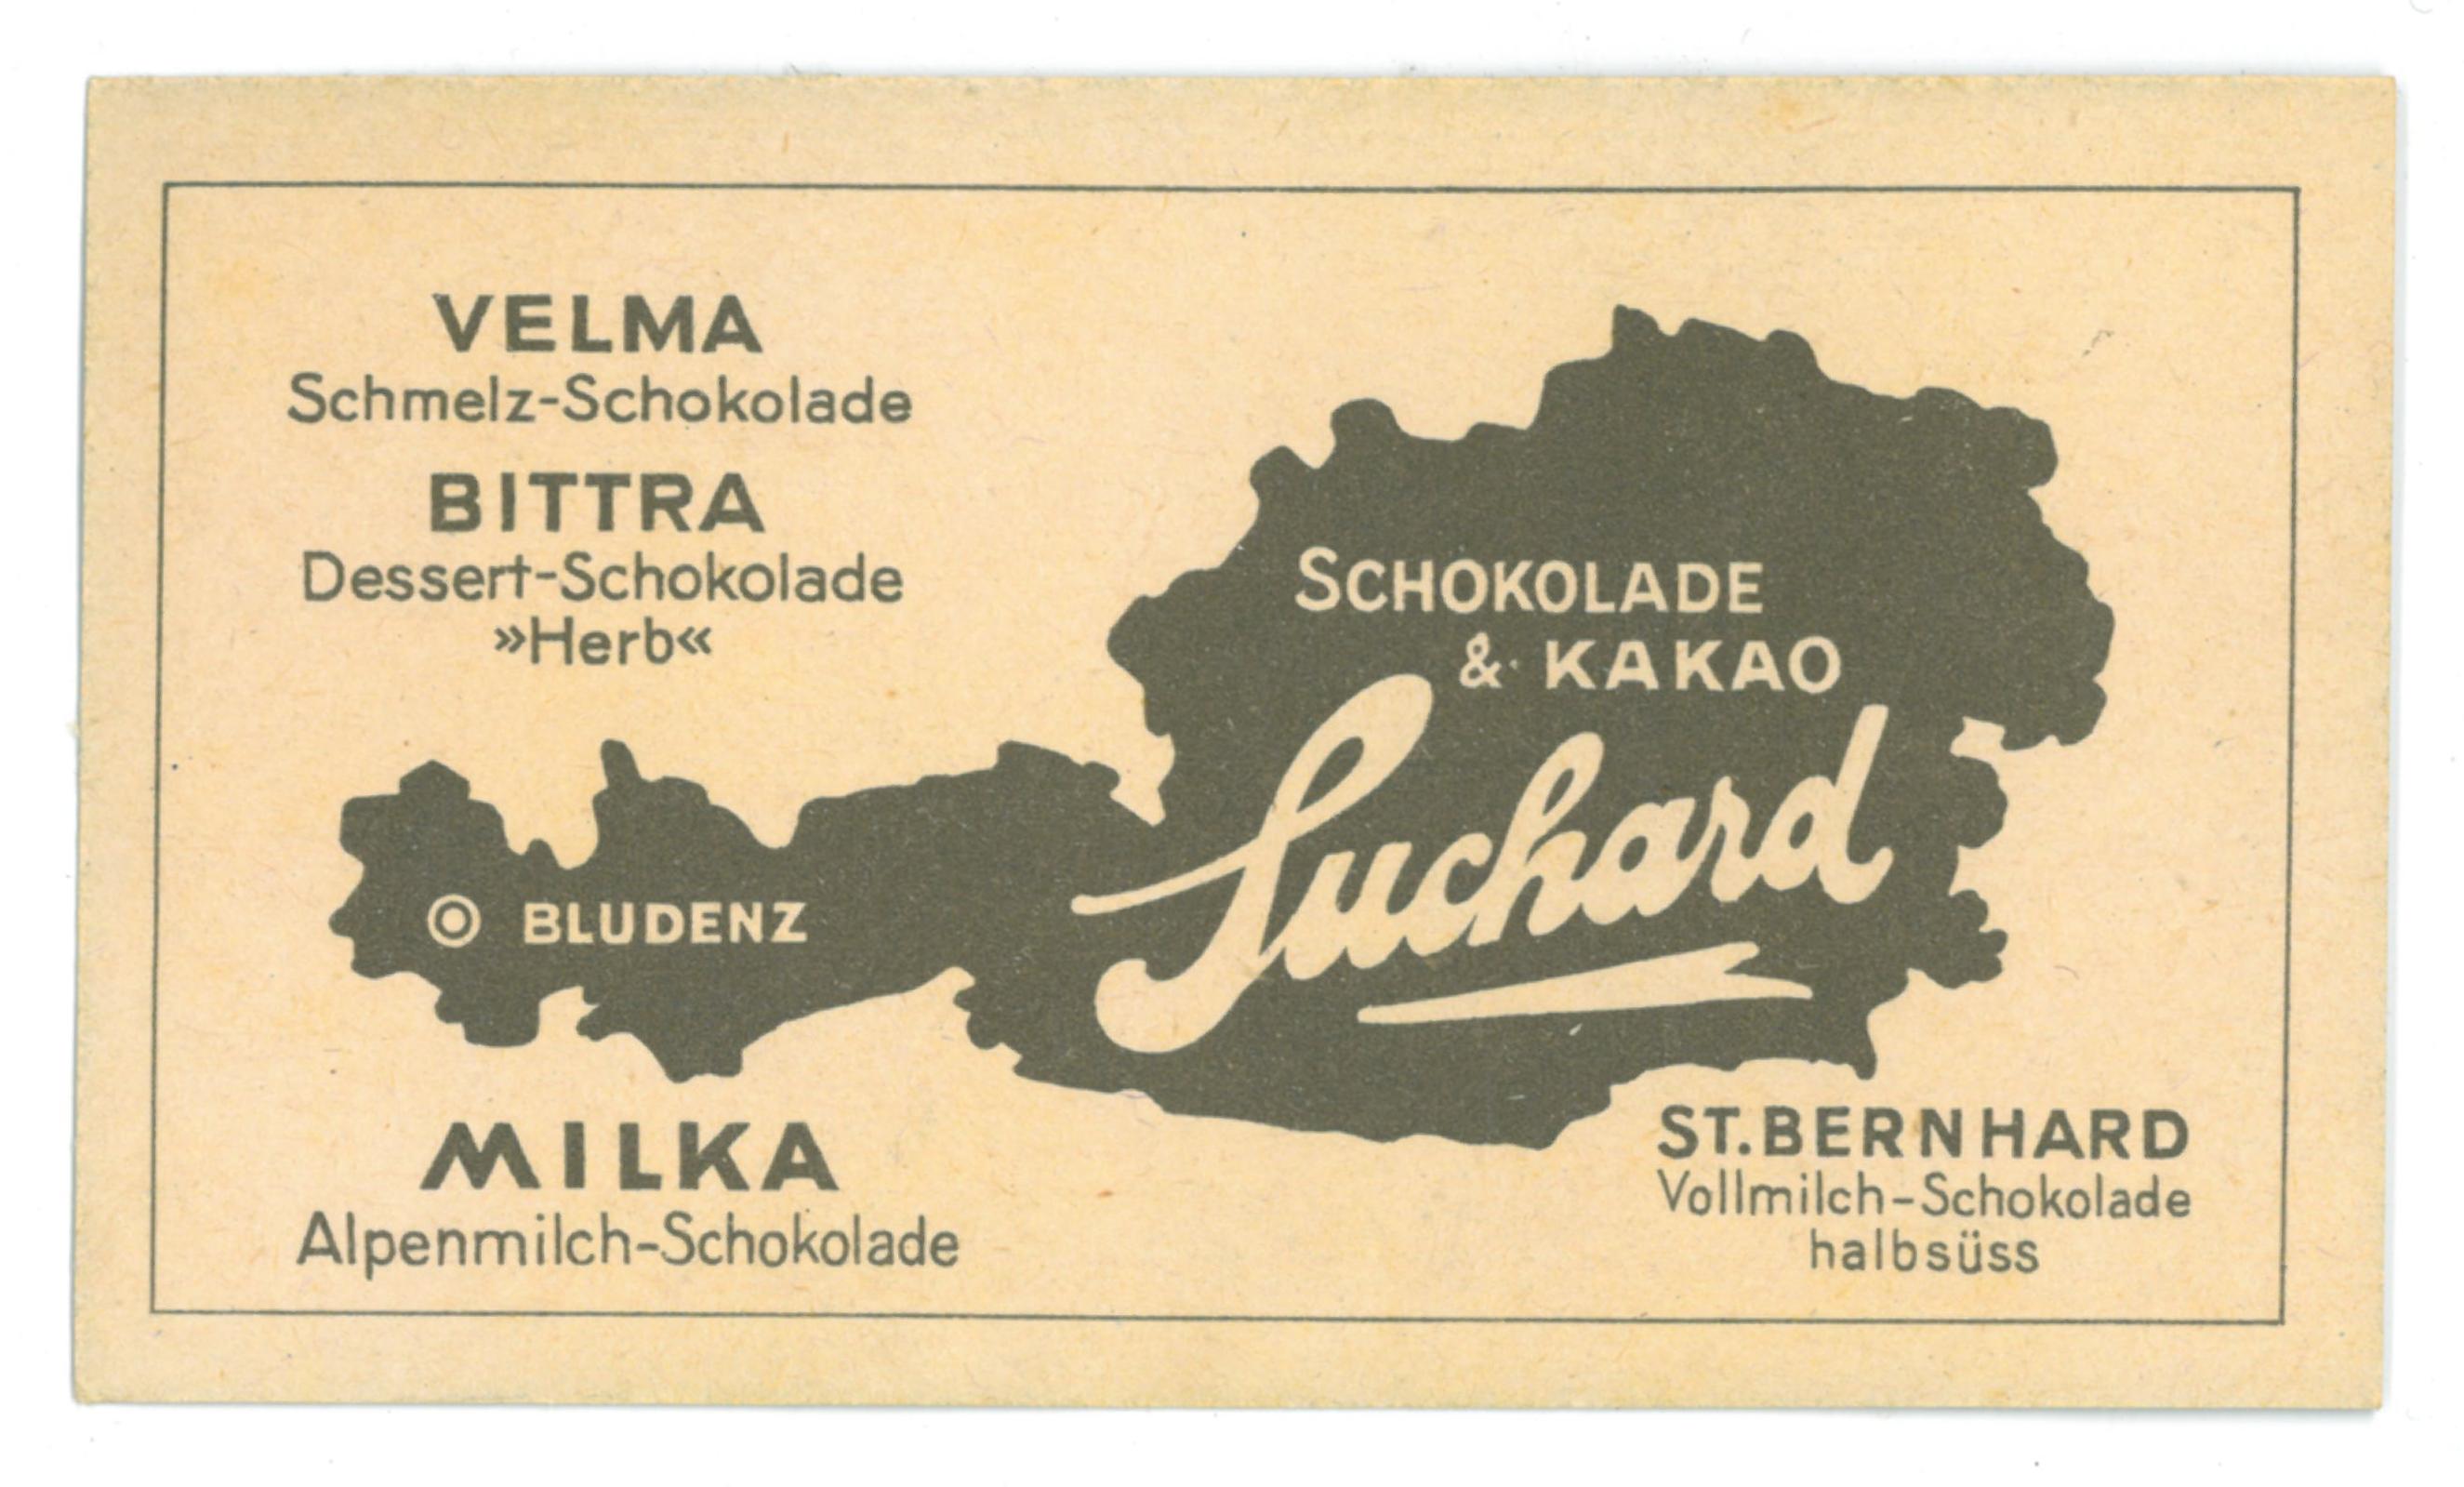 VELMA
Schmelz-Schokolade
BITTRA
Dessert-Schokolade
»Herb«
SCHOKOLADE
& KAKAO
Suchard
BLUDENZ
MILKA
Alpenmilch-Schokolade
ST. BERNHARD
Vollmilch-Schokolade
halbsüss